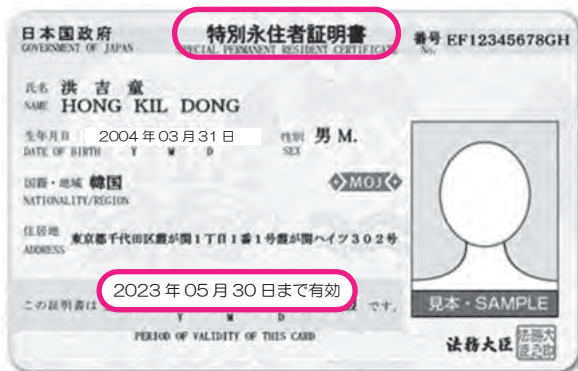 日本国政府 特別永住者証明書 番号 EF12345678GH
GOVERNMENT OF JAPAN SPECIAL PERMANENT RESIDENT CERTIFICATE No.
氏名 洪 吉 童
NAME HONG KIL DONG
生年月日 2004年03月31日 性別 男 M.
DATE OF BIRTH Y M D SEX
国籍・地域 韓国 MOJ
NATIONALITY/REGION
住居地 東京都千代田区霞が関1丁目1番1号霞が関ハイツ302号
ADDRESS
2023年05月30日まで有効
この証明書は です。
Y M D
PERIOD OF VALIDITY OF THIS CARD
見本・SAMPLE
法務大臣